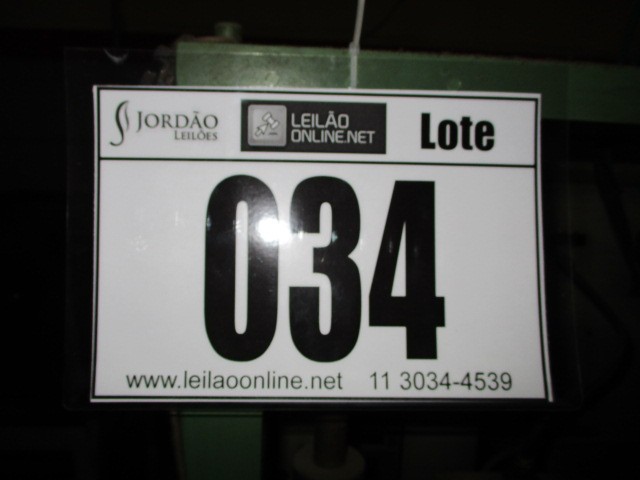 JORDÃO
LEILÕES
LEILÃO
ONLINE.NET
Lote
034
www.leilaoonline.net 11 3034-4539